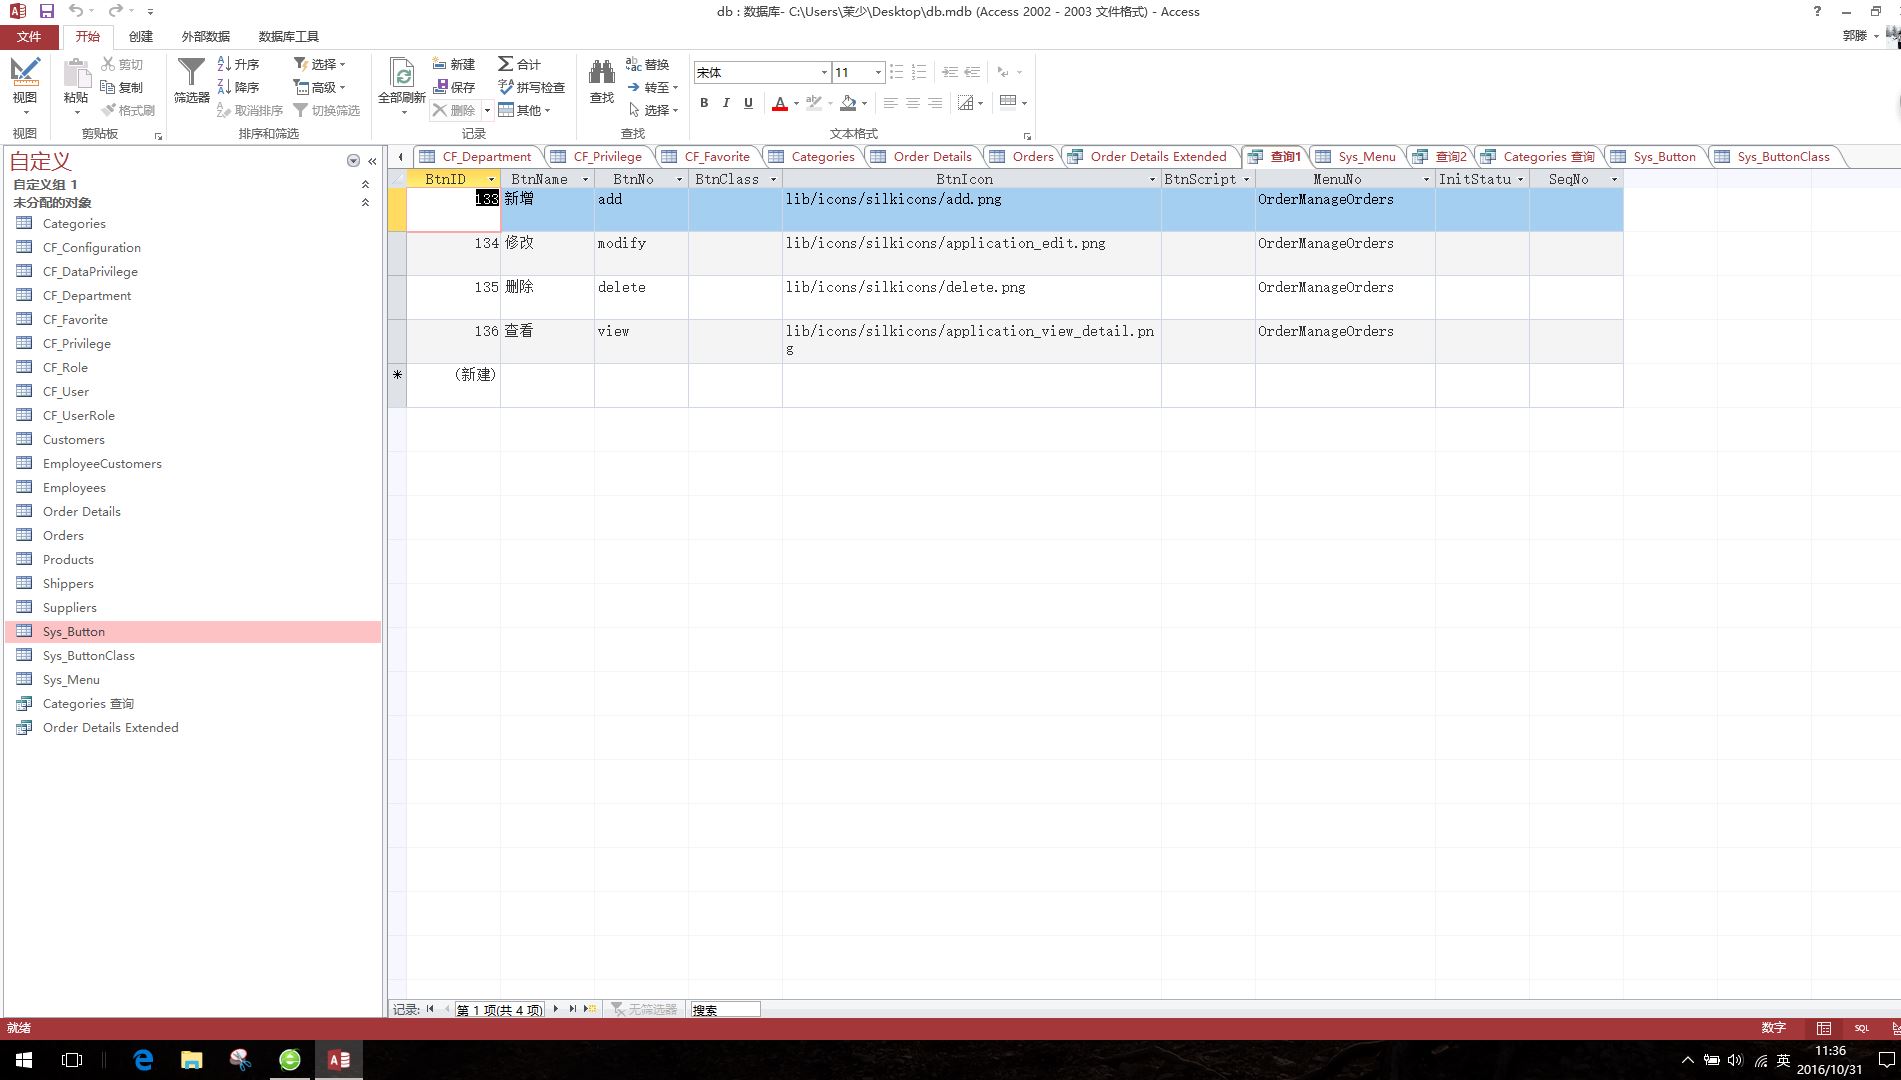 db : 数据库- C:\Users\茉少\Desktop\db.mdb (Access 2002 - 2003 文件格式) - Access
?
文件 开始 创建 外部数据 数据库工具
郭滕
视图
粘贴
剪切
复制
格式刷
筛选器
升序
降序
取消排序
选择
高级
切换筛选
全部刷新
新建
保存
删除
合计
拼写检查
其他
查找
替换
转至
选择
宋体 11
B I U
视图 剪贴板 排序和筛选 记录 查找 文本格式
自定义 «
自定义组 1
未分配的对象
Categories
CF_Configuration
CF_DataPrivilege
CF_Department
CF_Favorite
CF_Privilege
CF_Role
CF_User
CF_UserRole
Customers
EmployeeCustomers
Employees
Order Details
Orders
Products
Shippers
Suppliers
Sys_Button
Sys_ButtonClass
Sys_Menu
Categories 查询
Order Details Extended
CF_Department CF_Privilege CF_Favorite Categories Order Details Orders Order Details Extended 查询1 Sys_Menu 查询2 Categories 查询 Sys_Button Sys_ButtonClass
BtnID BtnName BtnNo BtnClass BtnIcon BtnScript MenuNo InitStatu SeqNo
133 新增 add lib/icons/silkicons/add.png OrderManageOrders
134 修改 modify lib/icons/silkicons/application_edit.png OrderManageOrders
135 删除 delete lib/icons/silkicons/delete.png OrderManageOrders
136 查看 view lib/icons/silkicons/application_view_detail.pn OrderManageOrders
g
* (新建)
记录: 第 1 项(共 4 项) 无筛选器 搜索
就绪 数字 SQL
英
11:36
2016/10/31